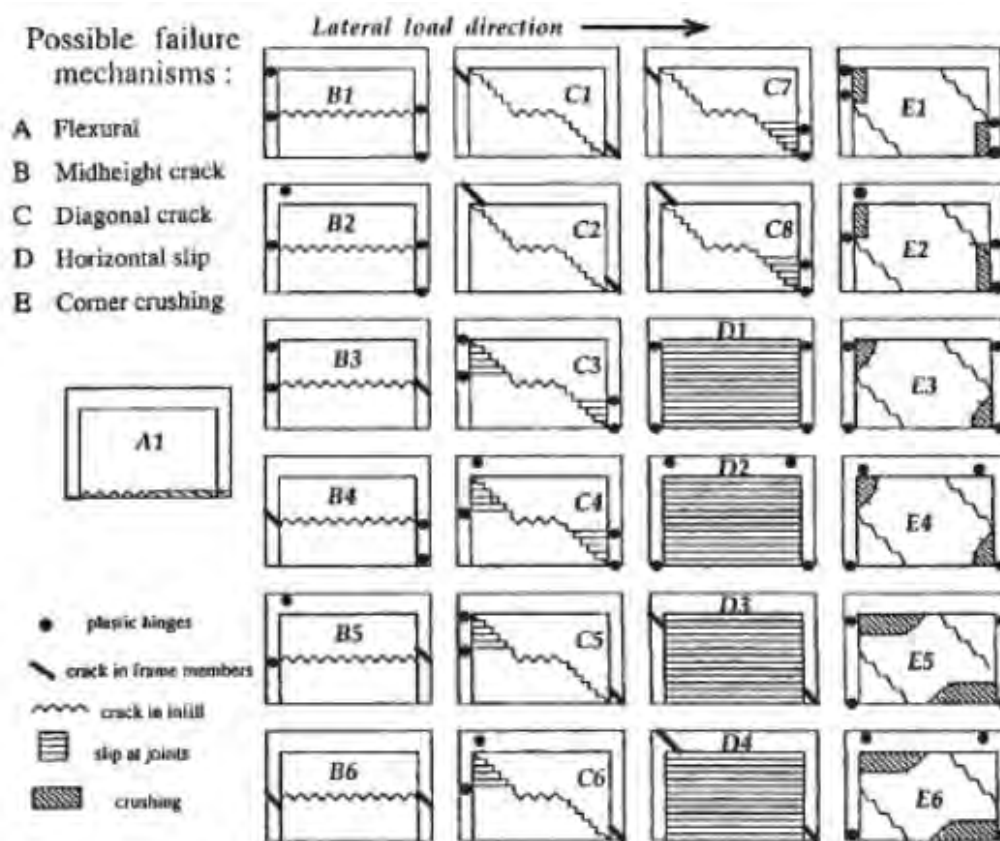 Lateral load direction
Possible failure
mechanisms :
A Flexural
B Midheight crack
C Diagonal crack
D Horizontal slip
E Corner crushing
A1
plastic hinges
crack in frame members
crack in infill
slip at joints
crushing
B1
C1
C7
E1
B2
C2
C8
E2
B3
C3
D1
E3
B4
C4
D2
E4
B5
C5
D3
E5
B6
C6
D4
E6